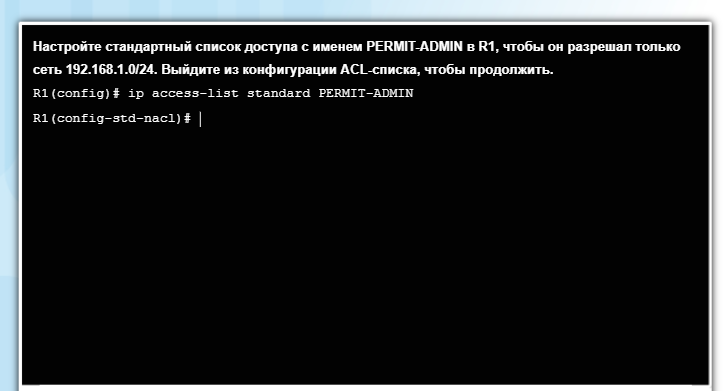 Настройте стандартный список доступа с именем PERMIT-ADMIN в R1, чтобы он разрешал только
сеть 192.168.1.0/24. Выйдите из конфигурации ACL-списка, чтобы продолжить.
R1(config)# ip access-list standard PERMIT-ADMIN
R1(config-std-nacl)#